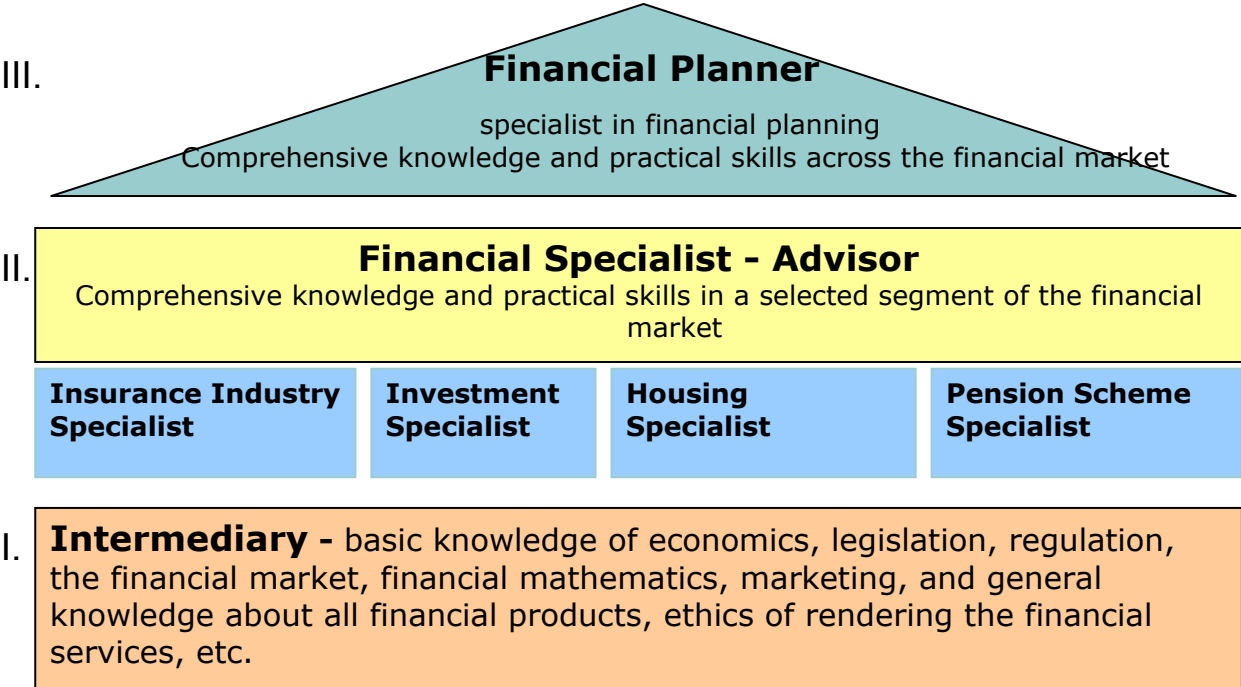 III.
Financial Planner
specialist in financial planning
Comprehensive knowledge and practical skills across the financial market
II.
Financial Specialist - Advisor
Comprehensive knowledge and practical skills in a selected segment of the financial
market
Insurance Industry
Specialist
Investment
Specialist
Housing
Specialist
Pension Scheme
Specialist
I.
Intermediary - basic knowledge of economics, legislation, regulation,
the financial market, financial mathematics, marketing, and general
knowledge about all financial products, ethics of rendering the financial
services, etc.